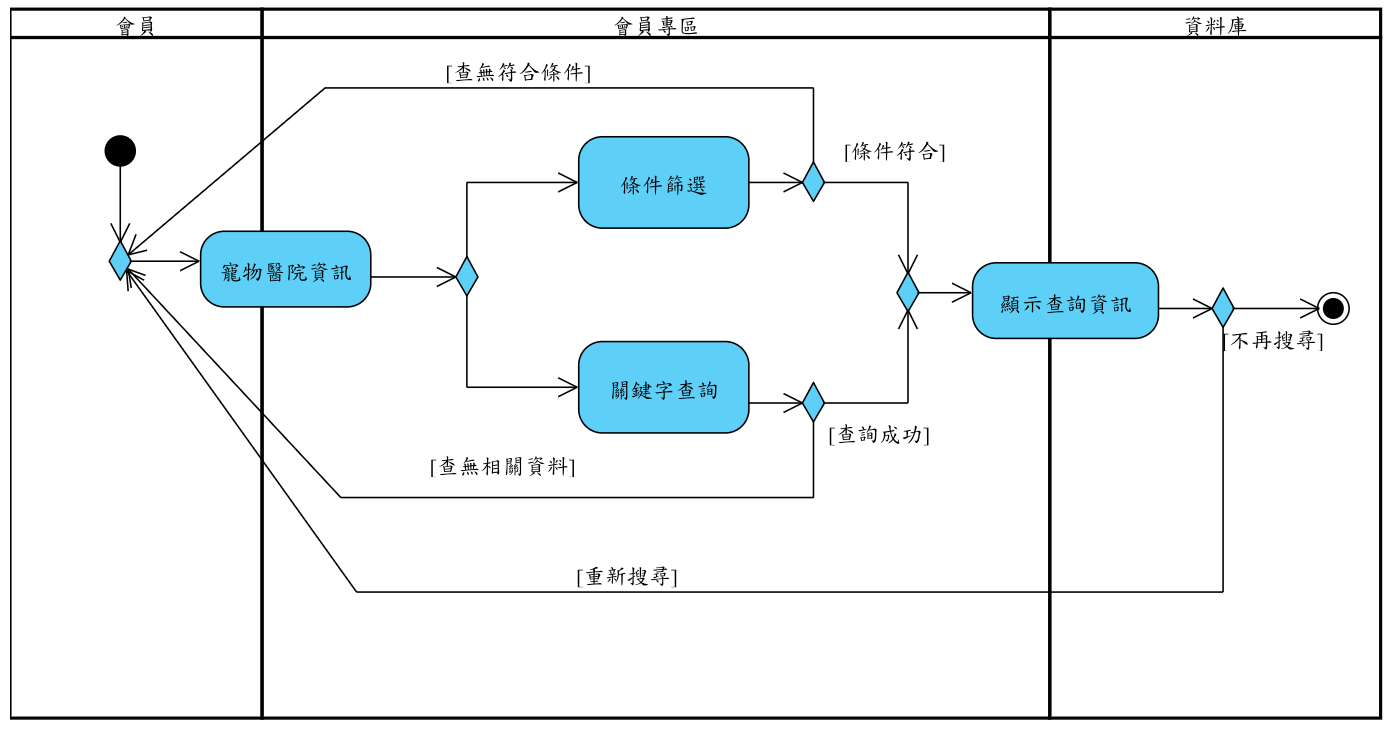 會員
會員專區
資料庫
[查無符合條件]
[條件符合]
條件篩選
寵物醫院資訊
顯示查詢資訊
[不再搜尋]
關鍵字查詢
[查詢成功]
[查無相關資料]
[重新搜尋]